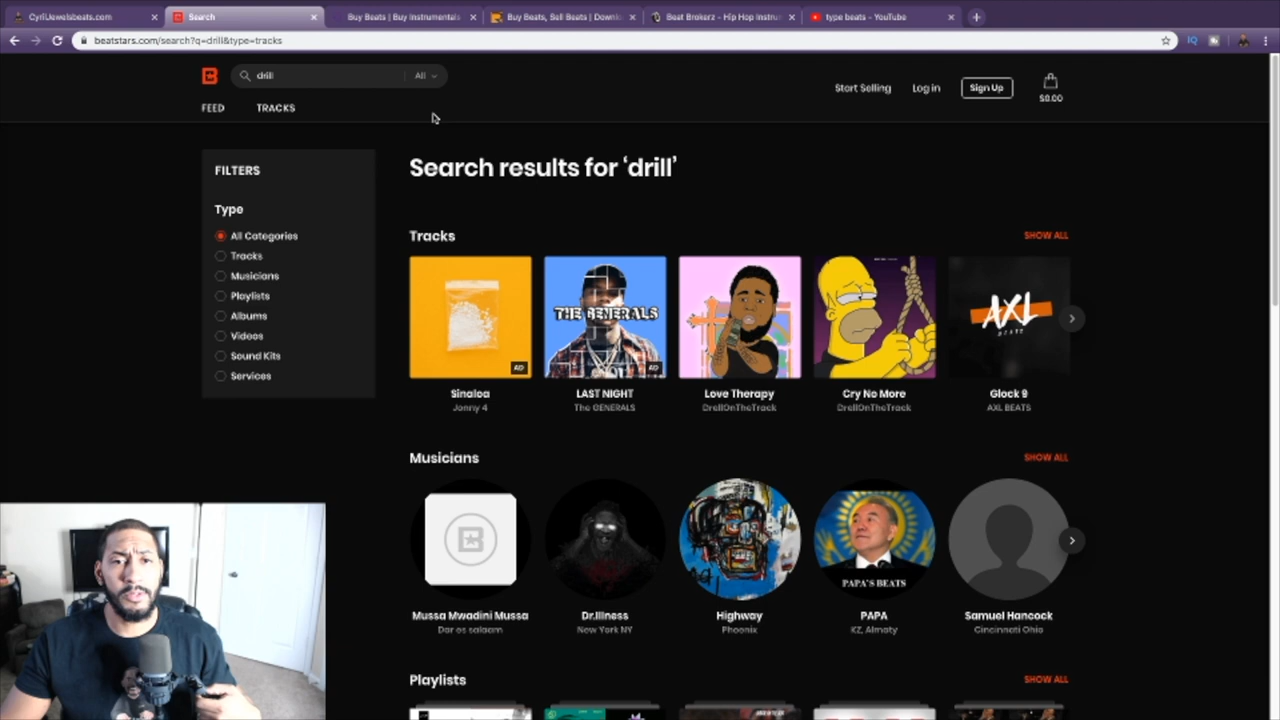 CyrilJewelsbeats.com
Search
Buy Beats | Buy Instrumentals
Buy Beats, Sell Beats | Downlo
Beat Brokerz - Hip Hop Instru
type beats - YouTube
beatstars.com/search?q=drill&type=tracks
IQ
drill
All
Start Selling
Log in
Sign Up
$0.00
FEED
TRACKS
FILTERS
Type
All Categories
Tracks
Musicians
Playlists
Albums
Videos
Sound Kits
Services
Search results for ‘drill’
Tracks
SHOW ALL
THE GENERALS
AXL
BEATS
AD
AD
Sinaloa
Jonny 4
LAST NIGHT
The GENERALS
Love Therapy
DrellOnTheTrack
Cry No More
DrellOnTheTrack
Glock 9
AXL BEATS
Musicians
SHOW ALL
PAPA'S BEATS
Mussa Mwadini Mussa
Dar es salaam
Dr.Illness
New York NY
Highway
Phoenix
PAPA
KZ, Almaty
Samuel Hancock
Cincinnati Ohio
Playlists
SHOW ALL